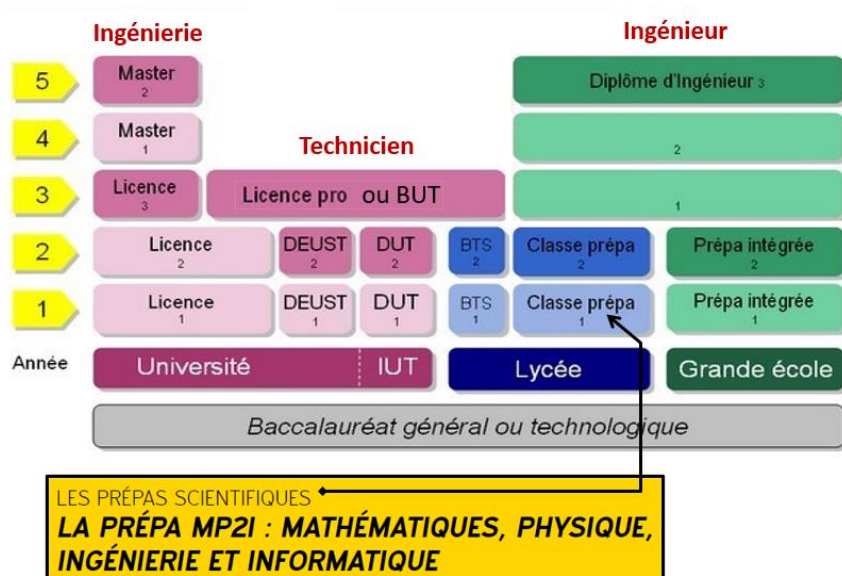 Ingénierie
Ingénieur
5
Master
2
Diplôme d'Ingénieur 3
4
Master
1
Technicien
2
3
Licence
3
Licence pro ou BUT
1
2
Licence
2
DEUST
2
DUT
2
BTS
2
Classe prépa
2
Prépa intégrée
2
1
Licence
1
DEUST
1
DUT
1
BTS
1
Classe prépa
1
Prépa intégrée
1
Année
Université
IUT
Lycée
Grande école
Baccalauréat général ou technologique
LES PRÉPAS SCIENTIFIQUES
LA PRÉPA MP2I : MATHÉMATIQUES, PHYSIQUE,
INGÉNIERIE ET INFORMATIQUE